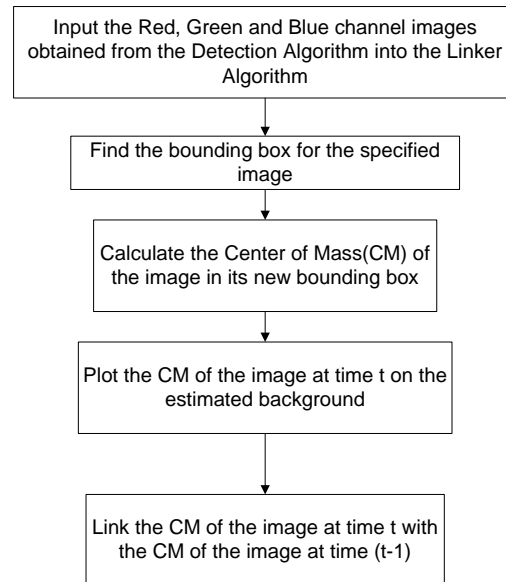 Input the Red, Green and Blue channel images
obtained from the Detection Algorithm into the Linker
Algorithm
Find the bounding box for the specified
image
Calculate the Center of Mass(CM) of
the image in its new bounding box
Plot the CM of the image at time t on the
estimated background
Link the CM of the image at time t with
the CM of the image at time (t-1)